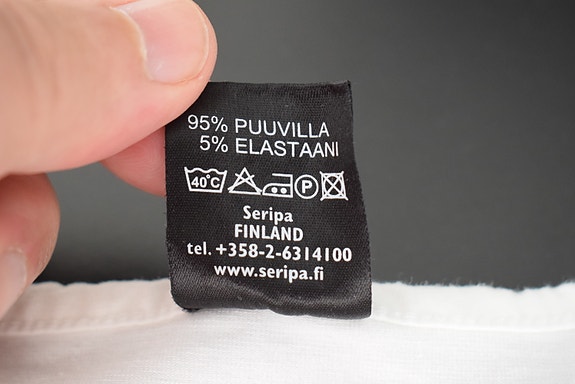 95% PUUVILLA
5% ELASTAANI
40°C P
Seripa
FINLAND
tel. +358-2-6314100
www.seripa.fi